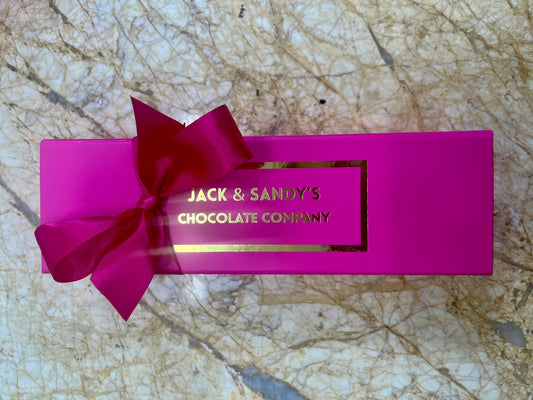 JACK & SANDY'S
CHOCOLATE COMPANY